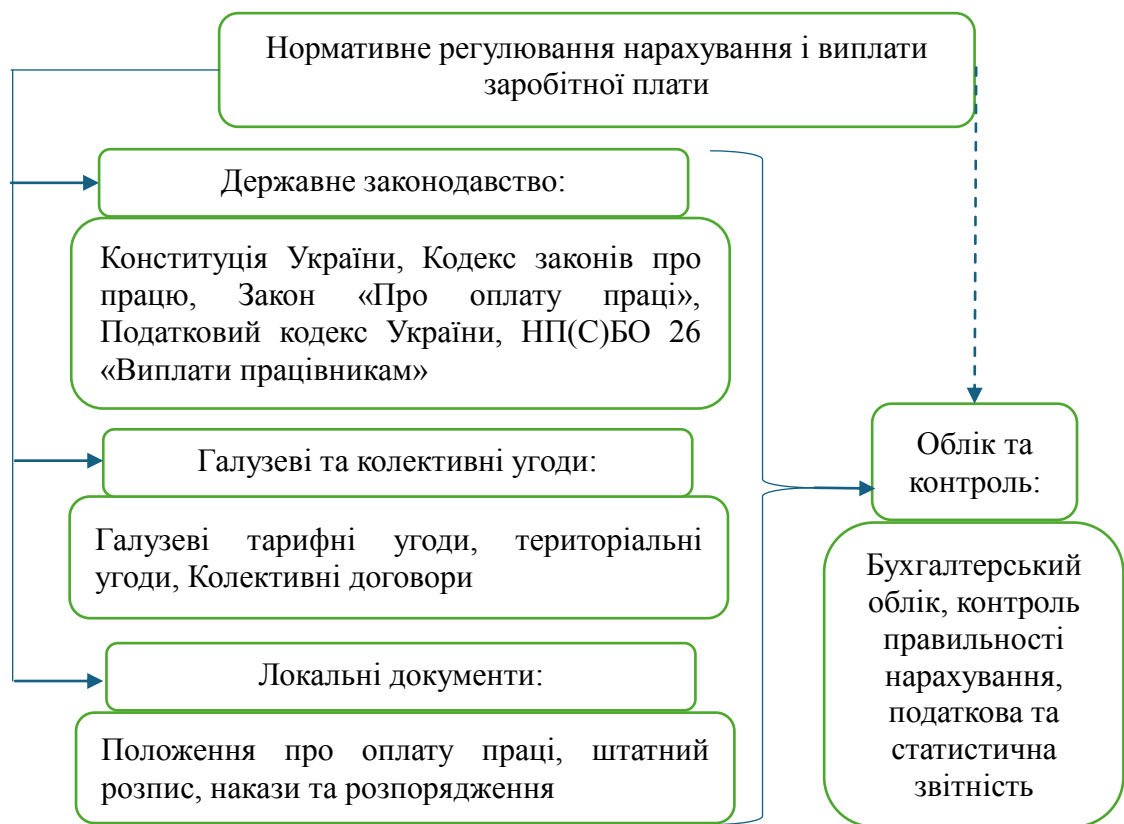 Нормативне регулювання нарахування і виплати
заробітної плати
Державне законодавство:
Конституція України, Кодекс законів про
працю, Закон «Про оплату праці»,
Податковий кодекс України, НП(С)БО 26
«Виплати працівникам»
Галузеві та колективні угоди:
Галузеві тарифні угоди, територіальні
угоди, Колективні договори
Локальні документи:
Положення про оплату праці, штатний
розпис, накази та розпорядження
Облік та
контроль:
Бухгалтерський
облік, контроль
правильності
нарахування,
податкова та
статистична
звітність